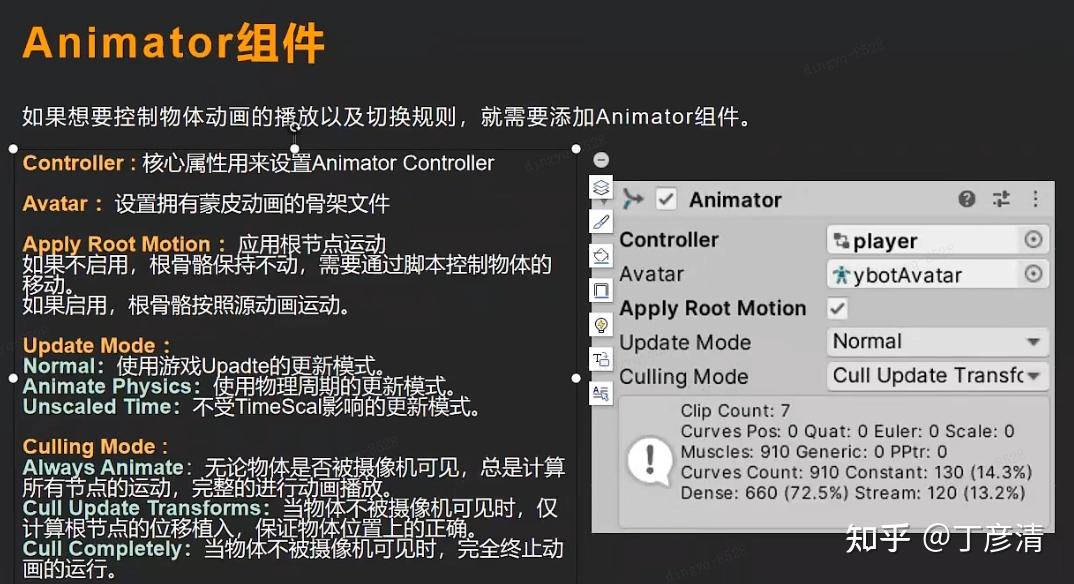 Animator组件
如果想要控制物体动画的播放以及切换规则，就需要添加Animator组件。
Controller : 核心属性用来设置Animator Controller
Avatar ： 设置拥有蒙皮动画的骨架文件
Apply Root Motion ：应用根节点运动
如果不启用，根骨骼保持不动，需要通过脚本控制物体的
移动。
如果启用，根骨骼按照源动画运动。
Update Mode ：
Normal：使用游戏Upadte的更新模式。
Animate Physics：使用物理周期的更新模式。
Unscaled Time：不受TimeScal影响的更新模式。
Culling Mode :
Always Animate：无论物体是否被摄像机可见，总是计算
所有节点的运动，完整的进行动画播放。
Cull Update Transforms：当物体不被摄像机可见时，仅
计算根节点的位移植入，保证物体位置上的正确。
Cull Completely：当物体不被摄像机可见时，完全终止动
画的运行。
Animator
Controller player
Avatar ybotAvatar
Apply Root Motion
Update Mode Normal
Culling Mode Cull Update Transfo
Clip Count: 7
Curves Pos: 0 Quat: 0 Euler: 0 Scale: 0
Muscles: 910 Generic: 0 PPtr: 0
Curves Count: 910 Constant: 130 (14.3%)
Dense: 660 (72.5%) Stream: 120 (13.2%)
知乎 @丁彦清